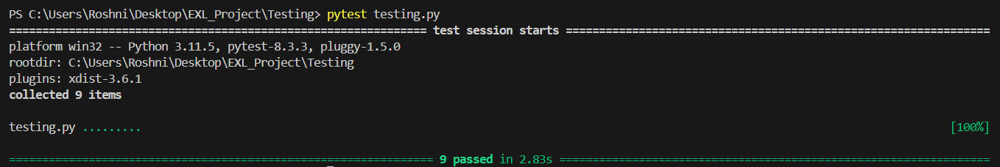 PS C:\Users\Roshni\Desktop\EXL_Project\Testing> pytest testing.py
=============================================================== test session starts ================================================================
platform win32 -- Python 3.11.5, pytest-8.3.3, pluggy-1.5.0
rootdir: C:\Users\Roshni\Desktop\EXL_Project\Testing
plugins: xdist-3.6.1
collected 9 items
testing.py ......... [100%]
================================================================ 9 passed in 2.83s =================================================================